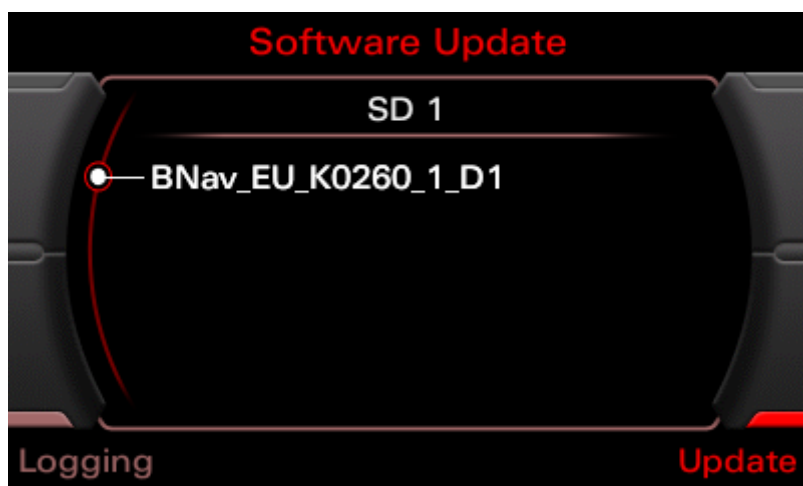 Software Update
SD 1
BNav_EU_K0260_1_D1
Logging
Update